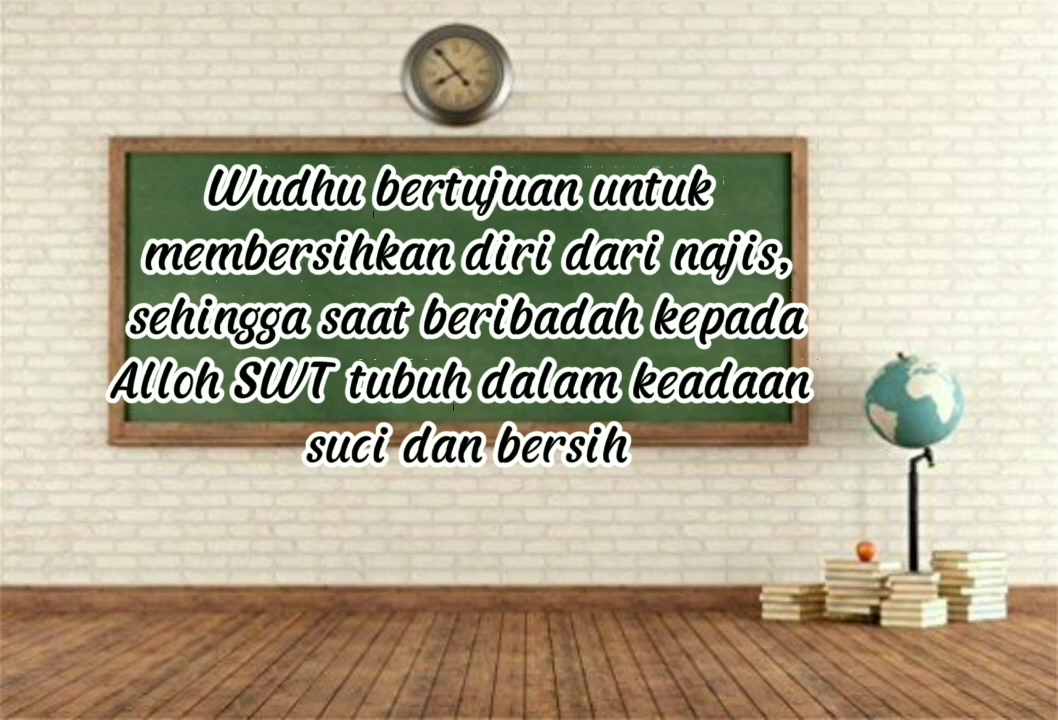 Wudhu bertujuan untuk
membersihkan diri dari najis,
sehingga saat beribadah kepada
Alloh SWT tubuh dalam keadaan
suci dan bersih